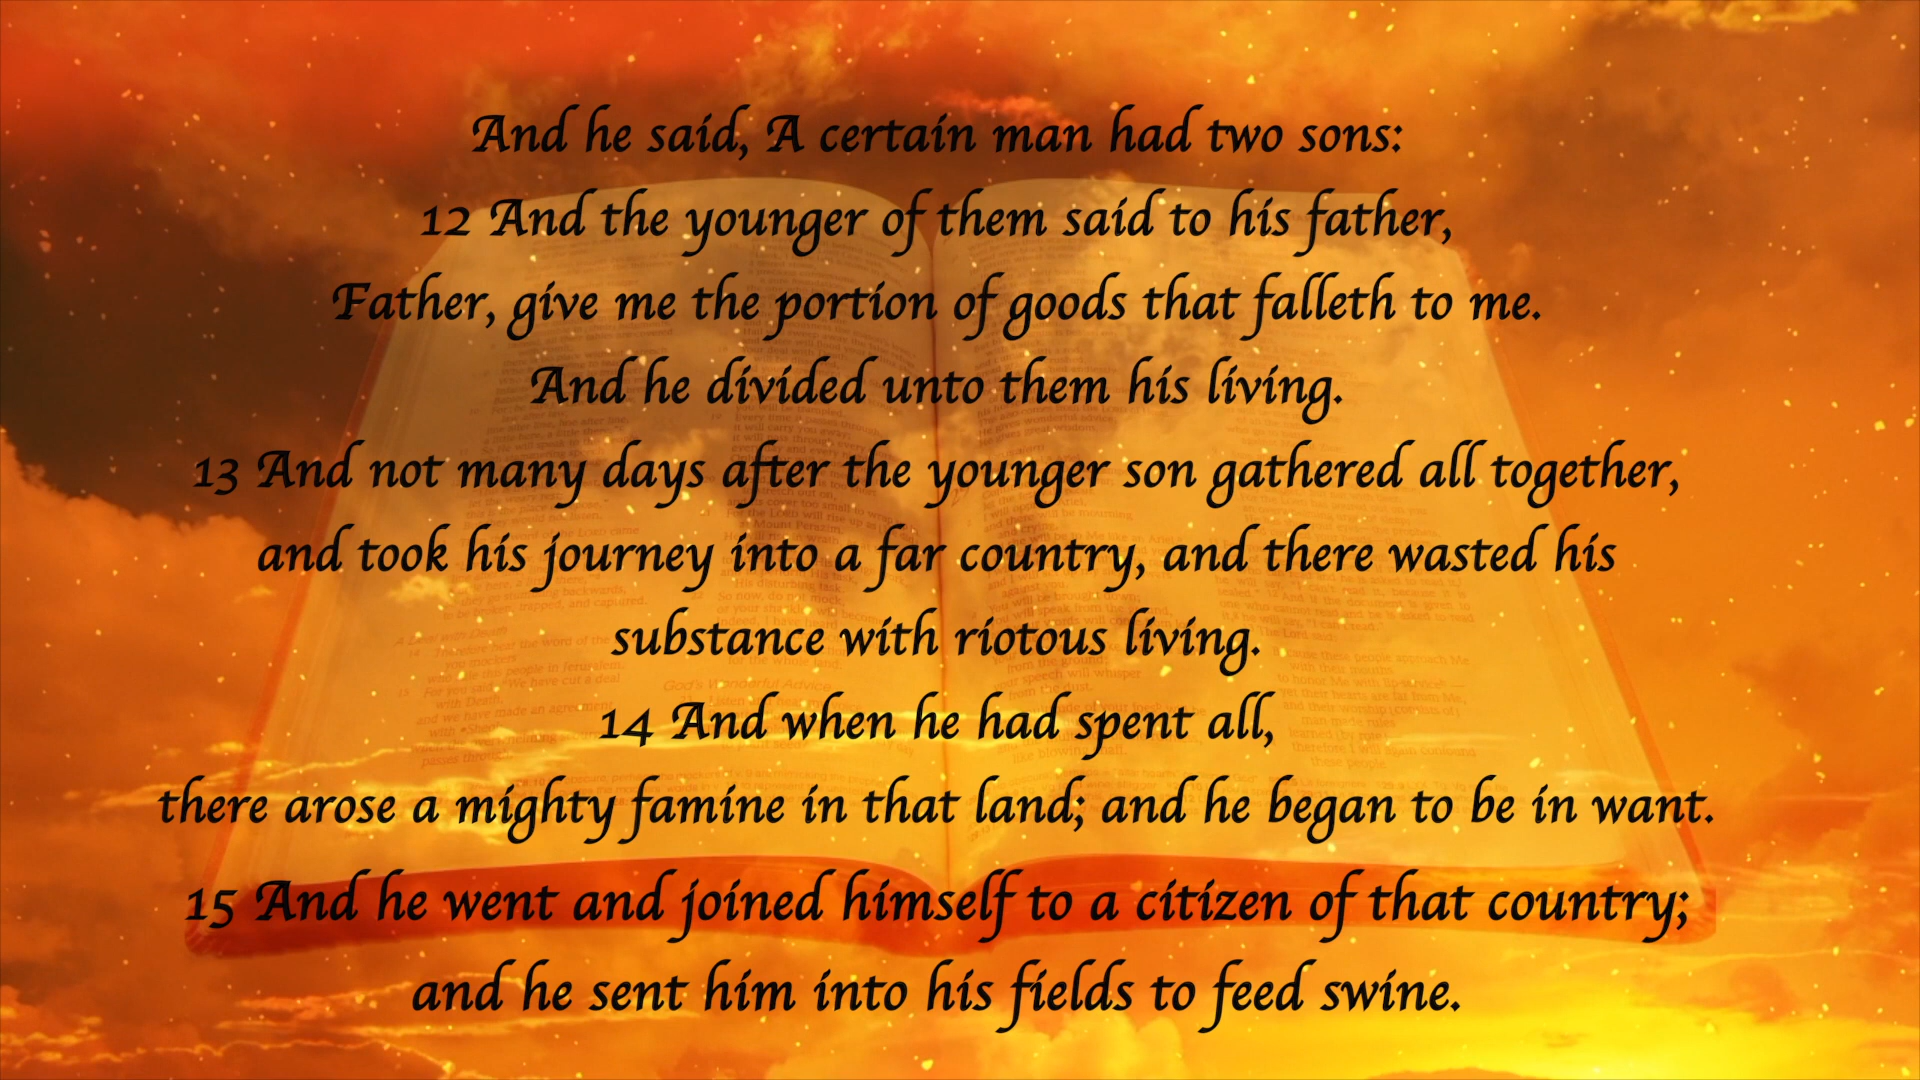 And he said, A certain man had two sons:
12 And the younger of them said to his father,
Father, give me the portion of goods that falleth to me.
And he divided unto them his living.
13 And not many days after the younger son gathered all together,
and took his journey into a far country, and there wasted his
substance with riotous living.
14 And when he had spent all,
there arose a mighty famine in that land; and he began to be in want.
15 And he went and joined himself to a citizen of that country;
and he sent him into his fields to feed swine.